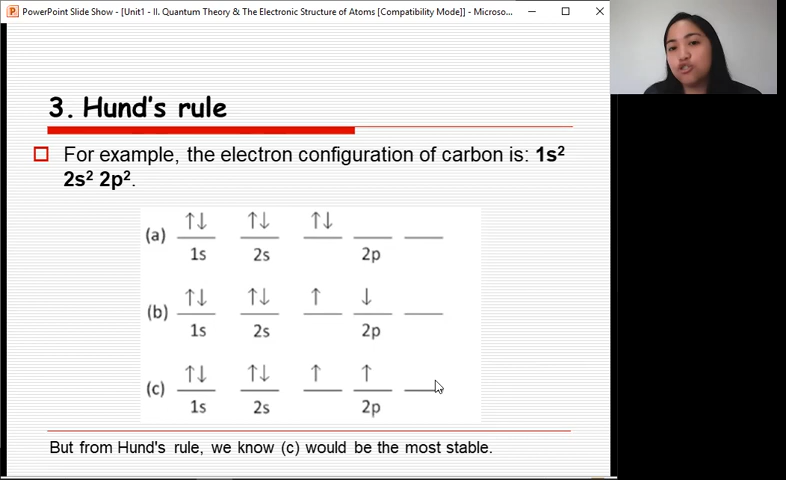 PowerPoint Slide Show - [Unit1 - II. Quantum Theory & The Electronic Structure of Atoms [Compatibility Mode]] - Microso...
3. Hund's rule
For example, the electron configuration of carbon is: 1s²
2s² 2p².
(a) ↑↓ ↑↓ ↑↓
1s 2s 2p
(b) ↑↓ ↑↓ ↑ ↓
1s 2s 2p
(c) ↑↓ ↑↓ ↑ ↑
1s 2s 2p
But from Hund's rule, we know (c) would be the most stable.